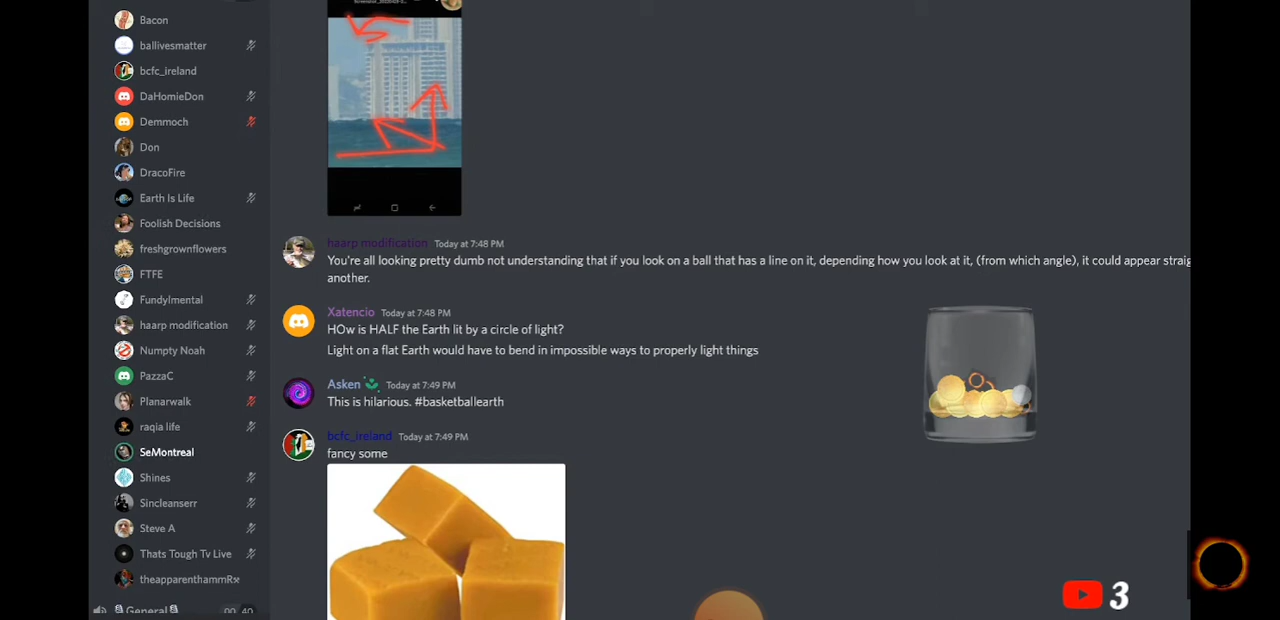 Bacon
ballivesmatter
bcfc_ireland
DaHomieDon
Demmoch
Don
DracoFire
Earth Is Life
Foolish Decisions
freshgrownflowers
FTFE
FundyImental
haarp modification
Numpty Noah
PazzaC
Planarwalk
raqia life
SeMontreal
Shines
Sincleanserr
Steve A
Thats Tough Tv Live
theapparenthammR
General
haarp modification Today at 7:48 PM
You're all looking pretty dumb not understanding that if you look on a ball that has a line on it, depending how you look at it, (from which angle), it could appear straig
another.
Xatencio Today at 7:48 PM
HOw is HALF the Earth lit by a circle of light?
Light on a flat Earth would have to bend in impossible ways to properly light things
Asken Today at 7:49 PM
This is hilarious. #basketballearth
bcfc_ireland Today at 7:49 PM
fancy some
3